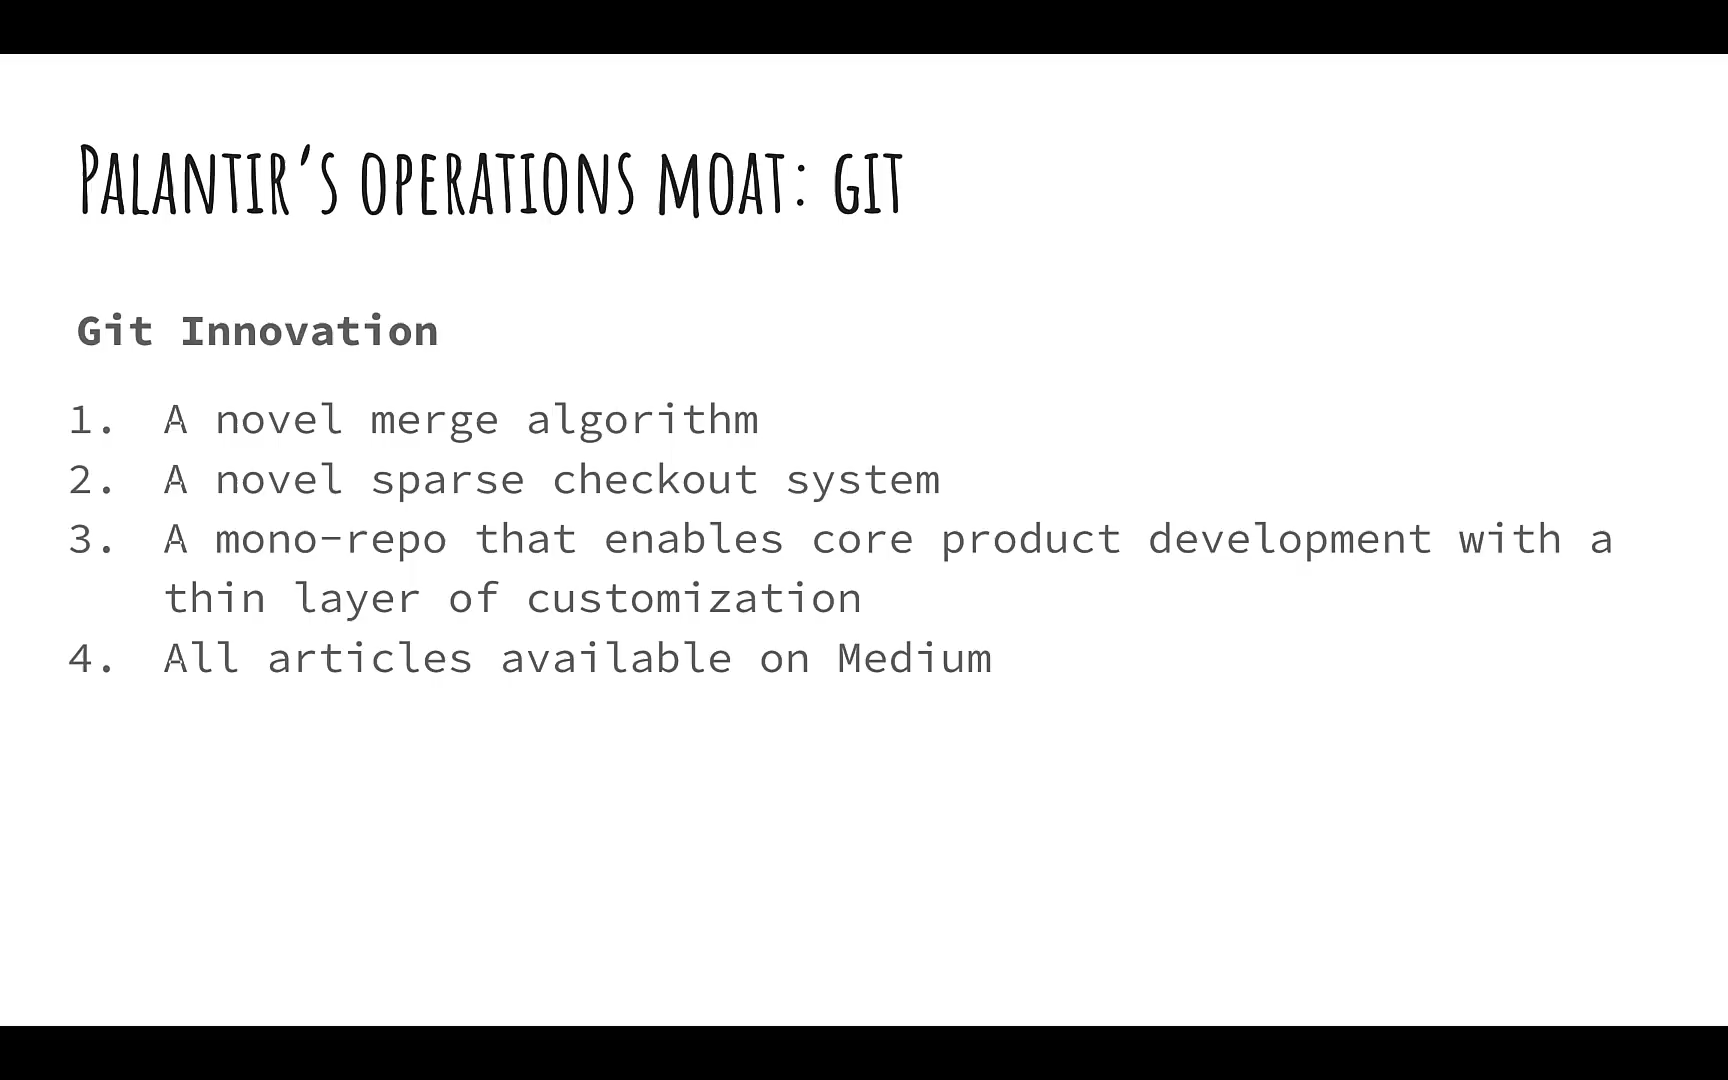 Palantir’s operations moat: git
Git Innovation
1. A novel merge algorithm
2. A novel sparse checkout system
3. A mono-repo that enables core product development with a
thin layer of customization
4. All articles available on Medium